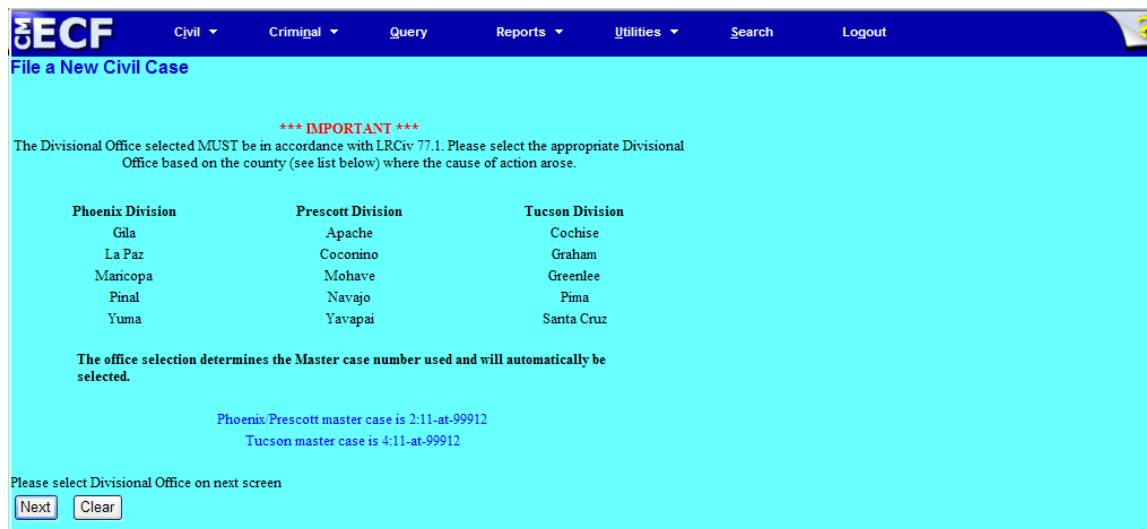 CM ECF Civil Criminal Query Reports Utilities Search Logout ?
File a New Civil Case
*** IMPORTANT ***
The Divisional Office selected MUST be in accordance with LRCiv 77.1. Please select the appropriate Divisional
Office based on the county (see list below) where the cause of action arose.
Phoenix Division Prescott Division Tucson Division
Gila Apache Cochise
La Paz Coconino Graham
Maricopa Mohave Greenlee
Pinal Navajo Pima
Yuma Yavapai Santa Cruz
The office selection determines the Master case number used and will automatically be
selected.
Phoenix/Prescott master case is 2:11-at-99912
Tucson master case is 4:11-at-99912
Please select Divisional Office on next screen
Next Clear